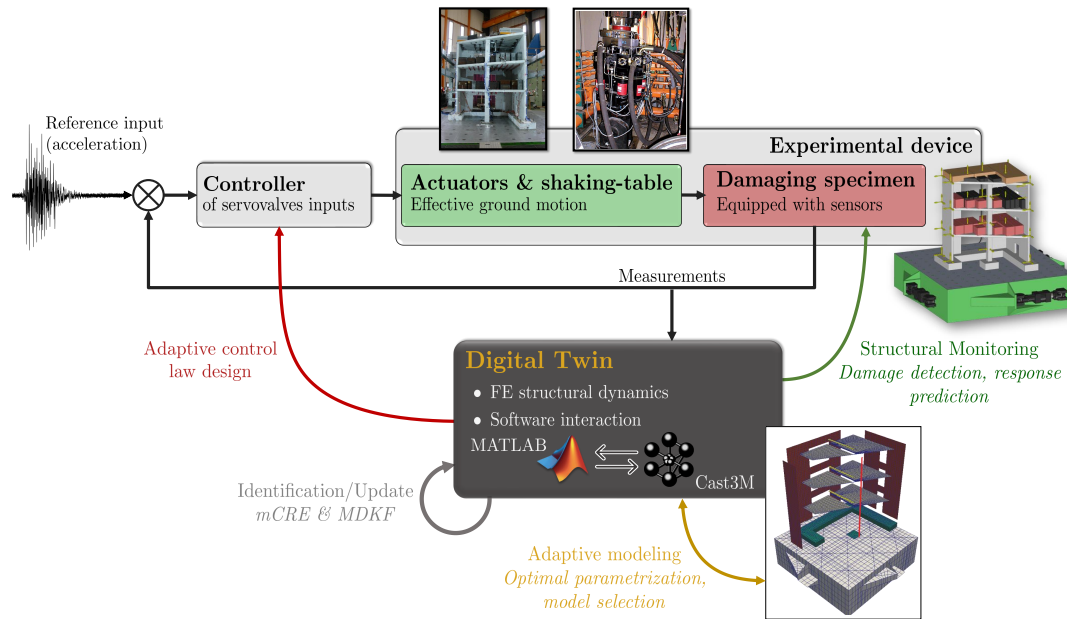 Reference input
(acceleration)
Experimental device
Controller
of servovalves inputs
Actuators & shaking-table
Effective ground motion
Damaging specimen
Equipped with sensors
Measurements
Adaptive control
law design
Digital Twin
• FE structural dynamics
• Software interaction
MATLAB
Cast3M
Structural Monitoring
Damage detection, response
prediction
Identification/Update
mCRE & MDKF
Adaptive modeling
Optimal parametrization,
model selection